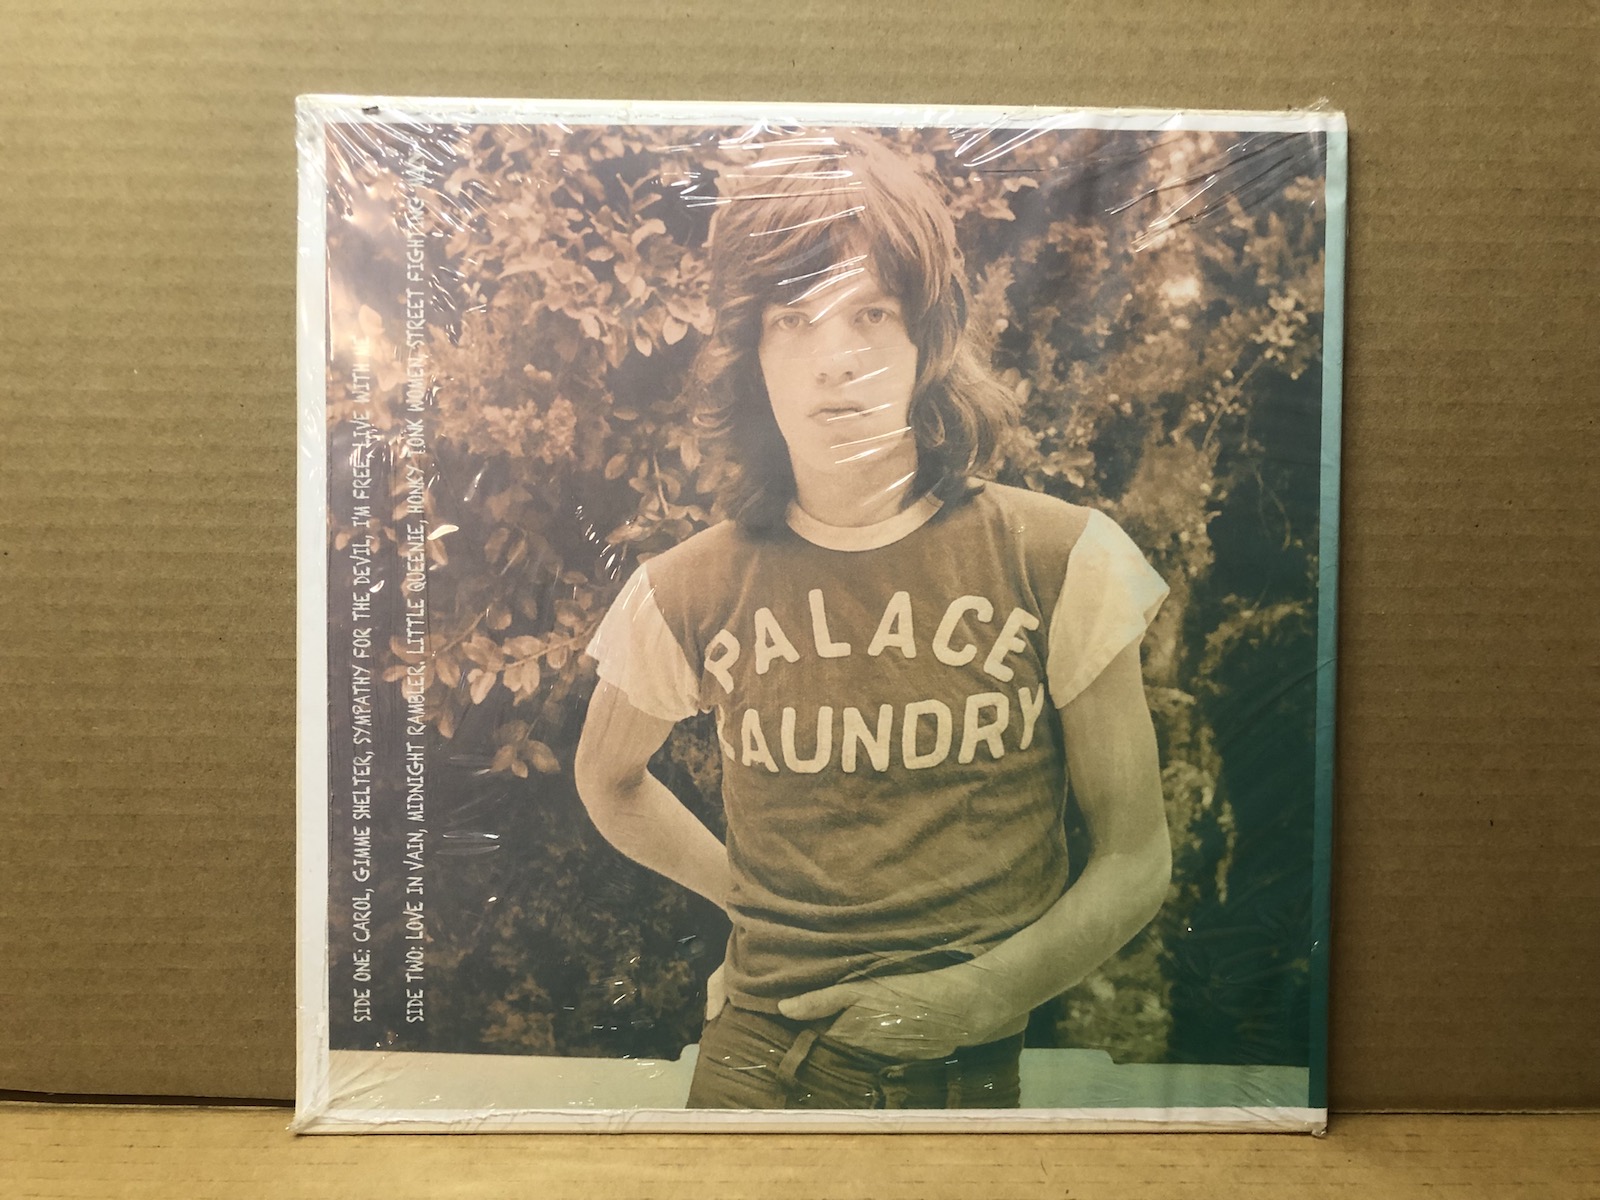 SIDE ONE: CAROL, GIMME SHELTER, SYMPATHY FOR THE DEVIL, I'M FREE, LIVE WITH
SIDE TWO: LOVE IN VAIN, MIDNIGHT RAMBLER, LITTLE QUEENIE, HONKY TONK WOMEN, STREET FIGHTING
PALACE
LAUNDRY